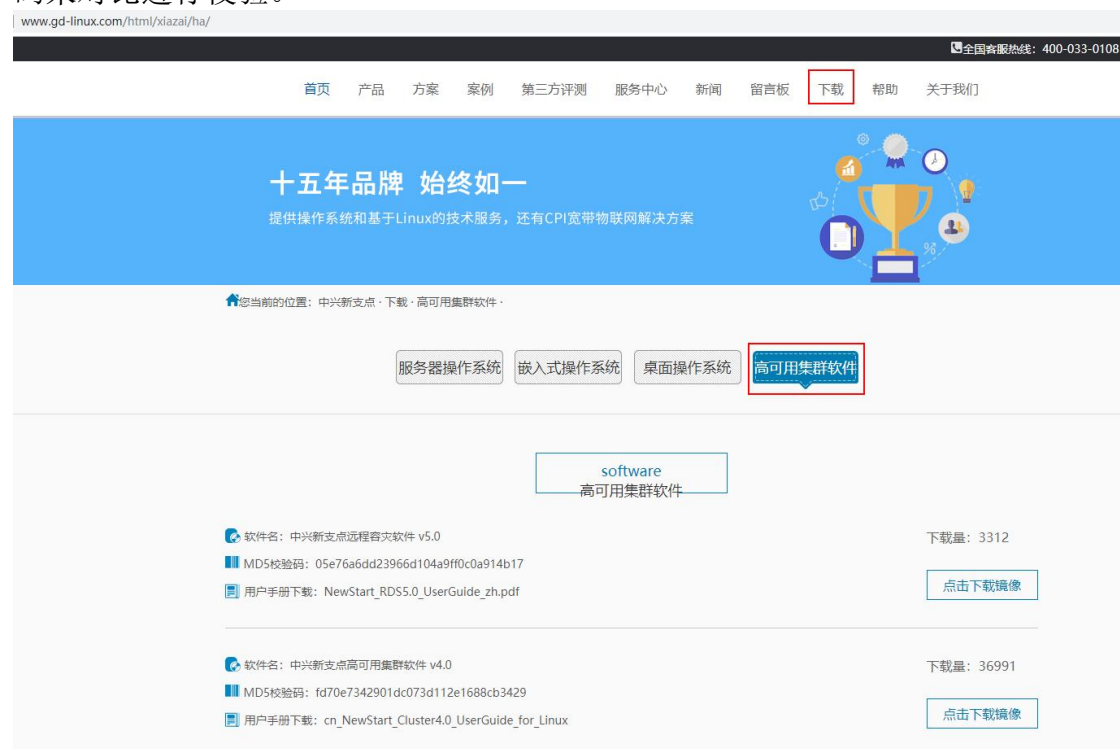 码来对比进行校验。
www.gd-linux.com/html/xiazai/ha/
全国客服热线：400-033-0108
首页 产品 方案 案例 第三方评测 服务中心 新闻 留言板 下载 帮助 关于我们
十五年品牌 始终如一
提供操作系统和基于Linux的技术服务，还有CPI宽带物联网解决方案
您当前的位置：中兴新支点 · 下载 · 高可用集群软件 ·
服务器操作系统 嵌入式操作系统 桌面操作系统 高可用集群软件
software
高可用集群软件
软件名：中兴新支点远程容灾软件 v5.0 下载量：3312
MD5校验码：05e76a6dd23966d104a9ff0c0a914b17
用户手册下载：NewStart_RDS5.0_UserGuide_zh.pdf 点击下载镜像
软件名：中兴新支点高可用集群软件 v4.0 下载量：36991
MD5校验码：fd70e7342901dc073d112e1688cb3429
用户手册下载：cn_NewStart_Cluster4.0_UserGuide_for_Linux 点击下载镜像